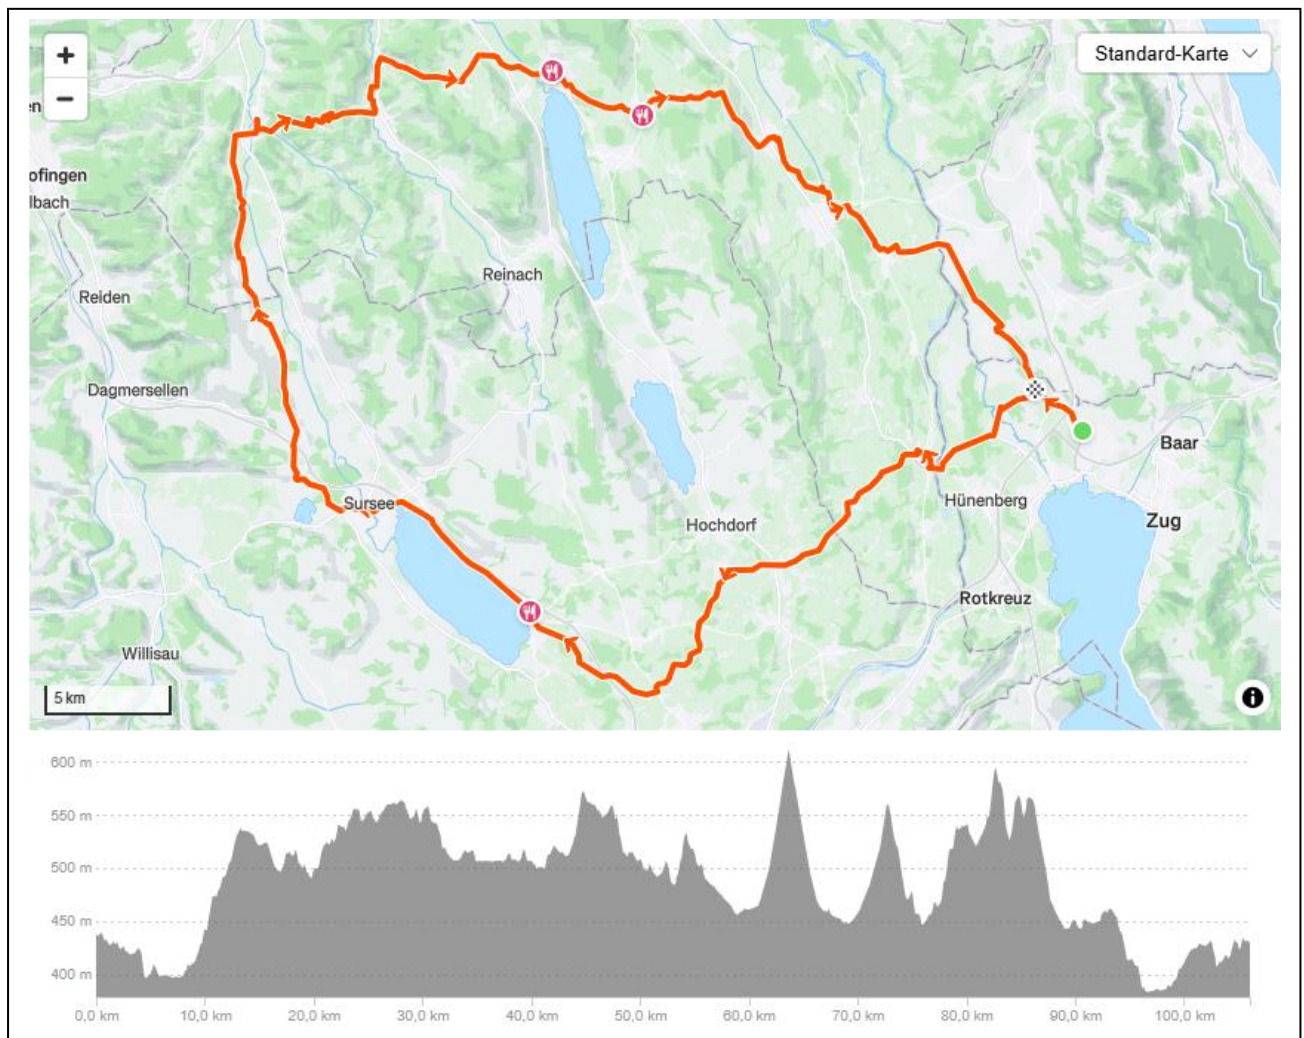 +
Standard-Karte
−
en
ofingen
lbach
Reinach
Reiden
Dagmersellen
Baar
Sursee
Hünenberg
Zug
Hochdorf
Rotkreuz
Willisau
5 km
600 m
550 m
500 m
450 m
400 m
0,0 km 10,0 km 20,0 km 30,0 km 40,0 km 50,0 km 60,0 km 70,0 km 80,0 km 90,0 km 100,0 km